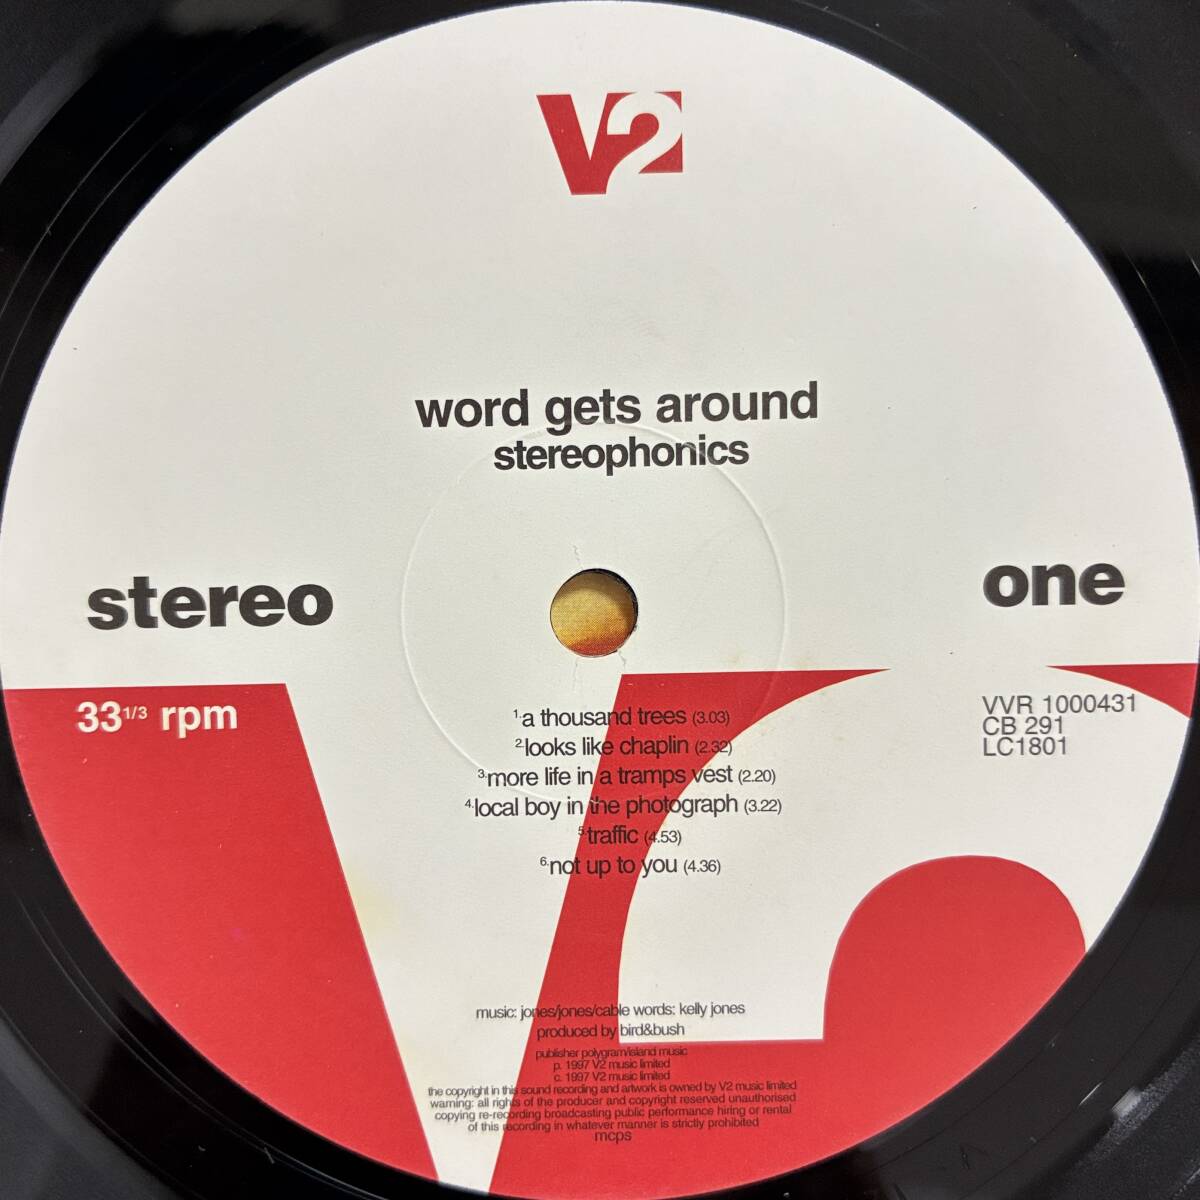 V2
word gets around
stereophonics
stereo
one
33 1/3 rpm
VVR 1000431
CB 291
LC1801
1. a thousand trees (3.03)
2. looks like chaplin (2.32)
3. more life in a tramps vest (2.20)
4. local boy in the photograph (3.22)
5. traffic (4.53)
6. not up to you (4.36)
music: jones/jones/cable words: kelly jones
produced by bird&bush
publisher polygram/island music
p. 1997 V2 music limited
c. 1997 V2 music limited
the copyright in this sound recording and artwork is owned by V2 music limited
warning: all rights of the producer and copyright reserved unauthorised
copying re-recording broadcasting public performance hiring or rental
of this recording in whatever manner is strictly prohibited
mcps